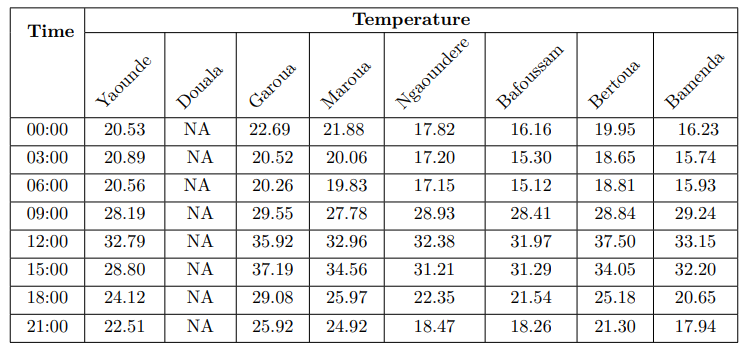 Time Temperature
Yaounde Douala Garoua Maroua Ngaoundere Bafoussam Bertoua Bamenda
00:00 20.53 NA 22.69 21.88 17.82 16.16 19.95 16.23
03:00 20.89 NA 20.52 20.06 17.20 15.30 18.65 15.74
06:00 20.56 NA 20.26 19.83 17.15 15.12 18.81 15.93
09:00 28.19 NA 29.55 27.78 28.93 28.41 28.84 29.24
12:00 32.79 NA 35.92 32.96 32.38 31.97 37.50 33.15
15:00 28.80 NA 37.19 34.56 31.21 31.29 34.05 32.20
18:00 24.12 NA 29.08 25.97 22.35 21.54 25.18 20.65
21:00 22.51 NA 25.92 24.92 18.47 18.26 21.30 17.94